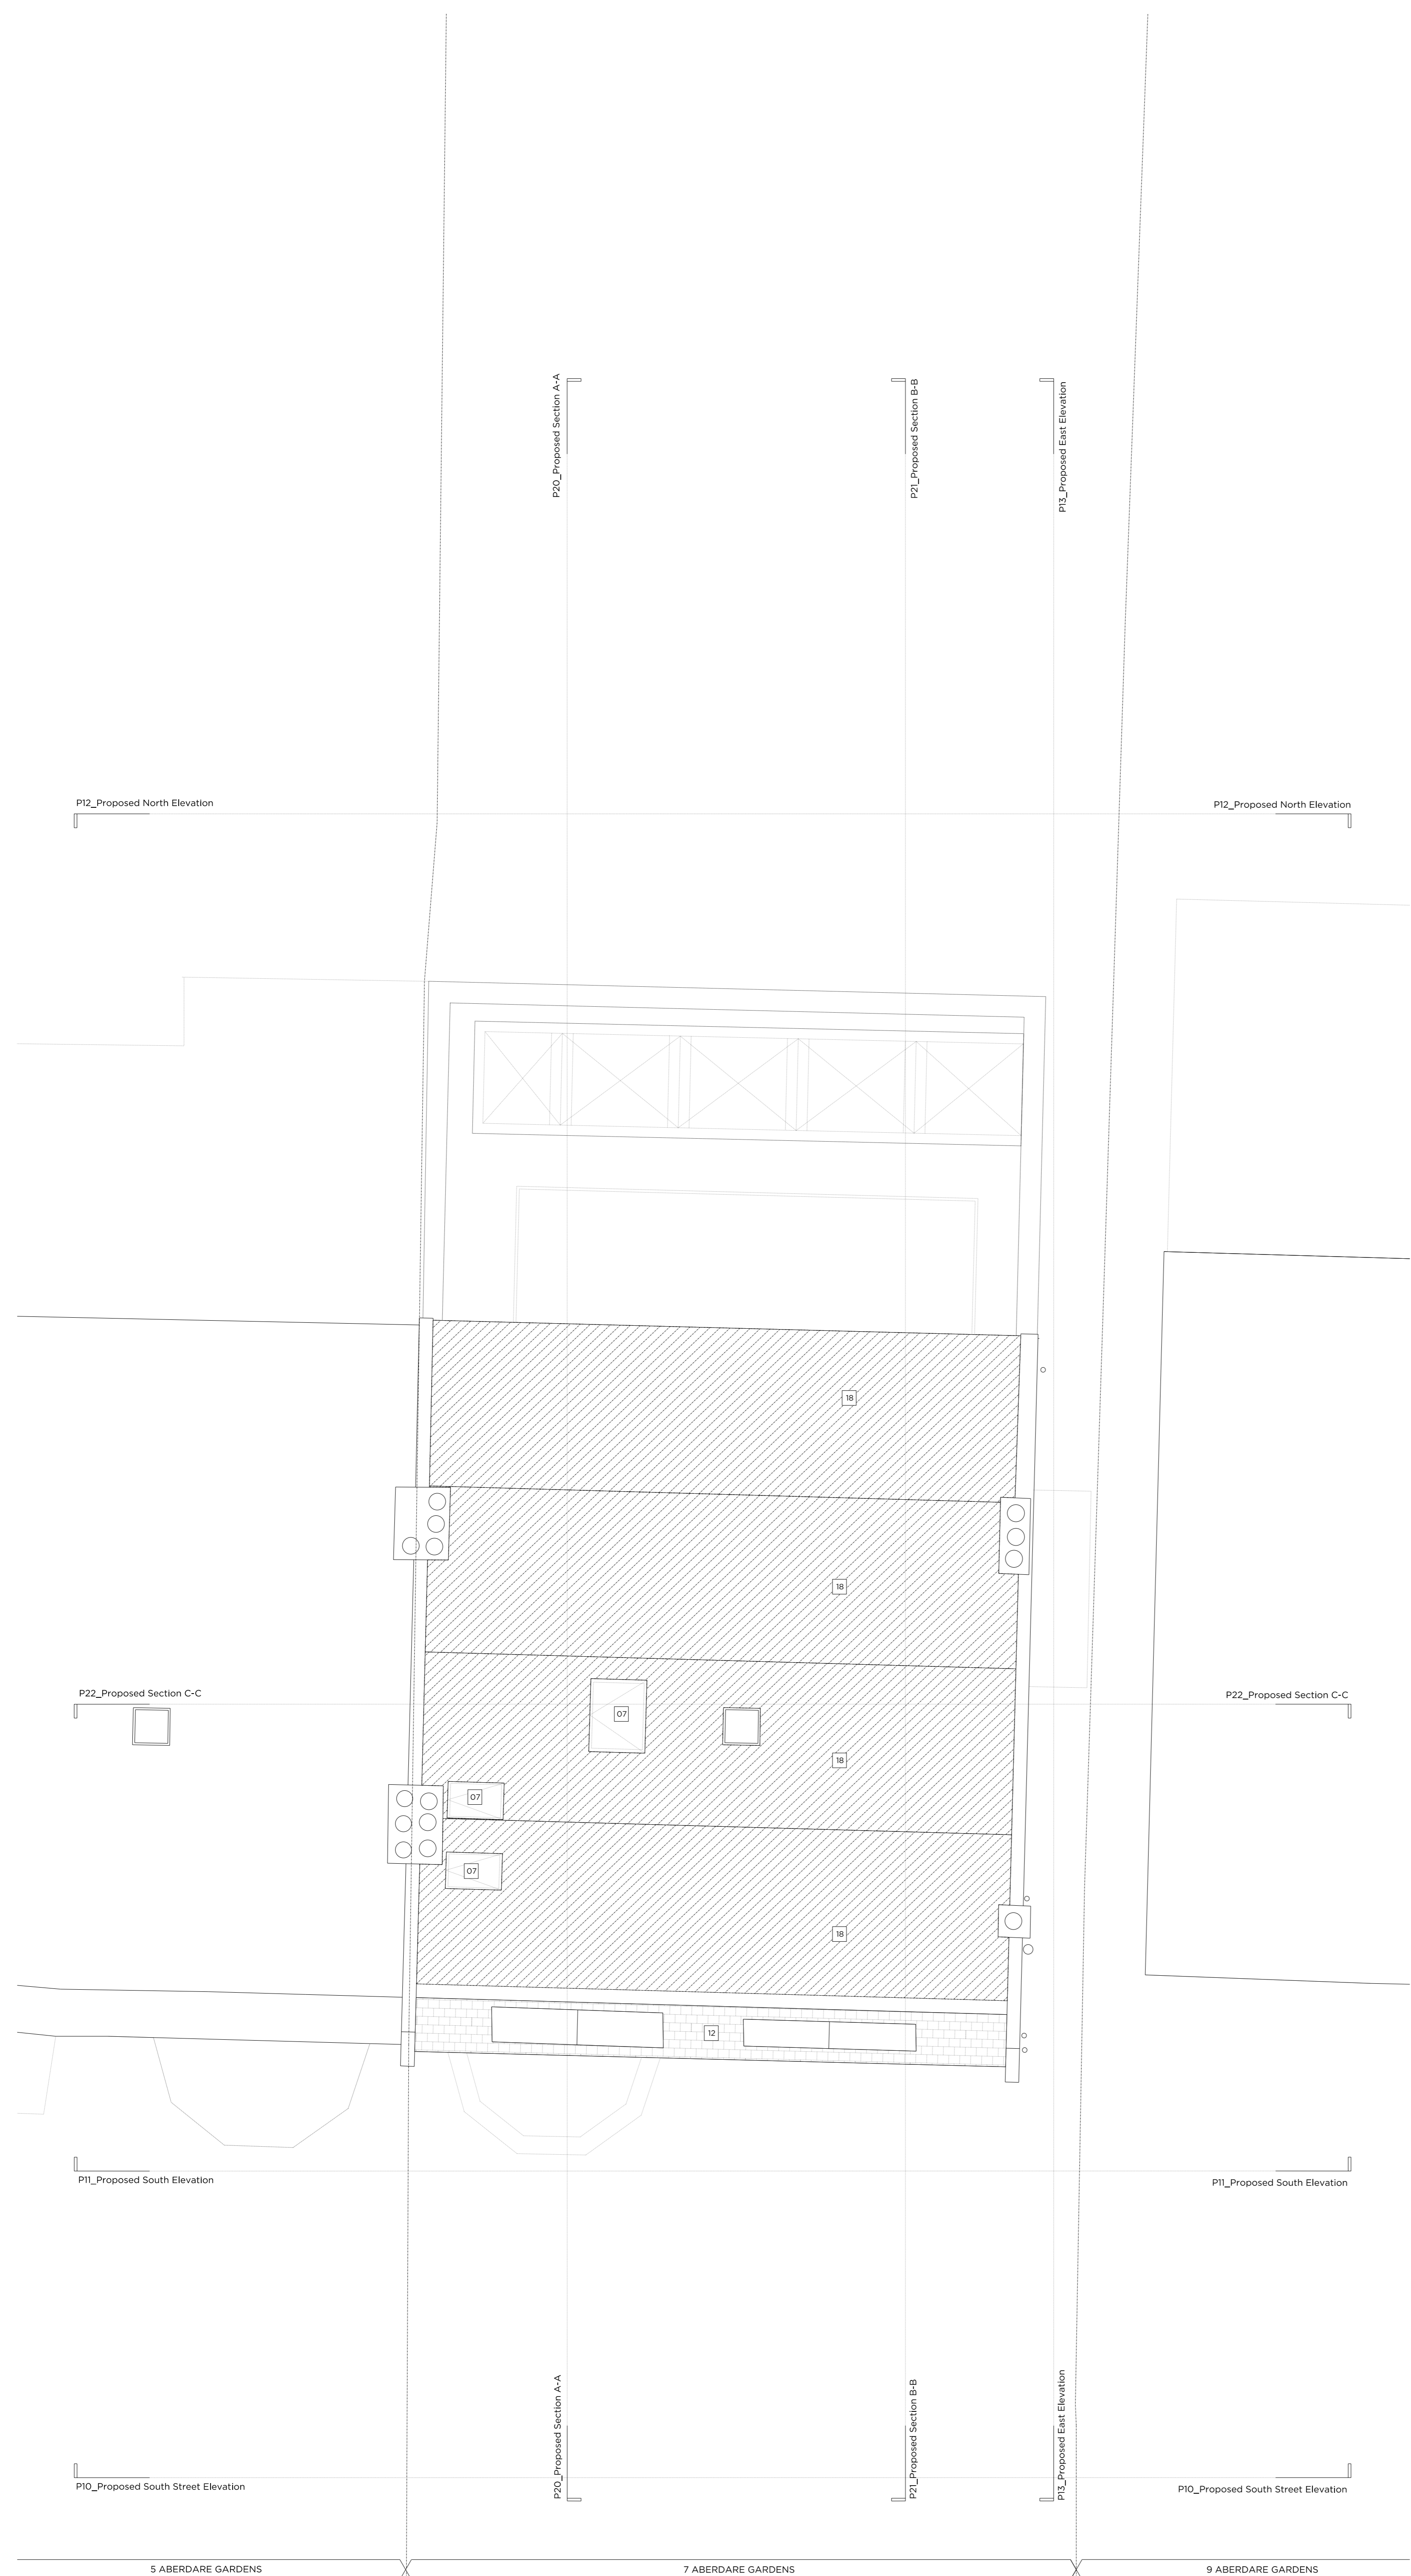 P20_Proposed Section A-A
P21_Proposed Section B-B
P13_Proposed East Elevation
P12_Proposed North Elevation
P12_Proposed North Elevation
18
18
P22_Proposed Section C-C
P22_Proposed Section C-C
07
18
07
07
18
12
P11_Proposed South Elevation
P11_Proposed South Elevation
P20_Proposed Section A-A
P21_Proposed Section B-B
P13_Proposed East Elevation
P10_Proposed South Street Elevation
P10_Proposed South Street Elevation
5 ABERDARE GARDENS
7 ABERDARE GARDENS
9 ABERDARE GARDENS